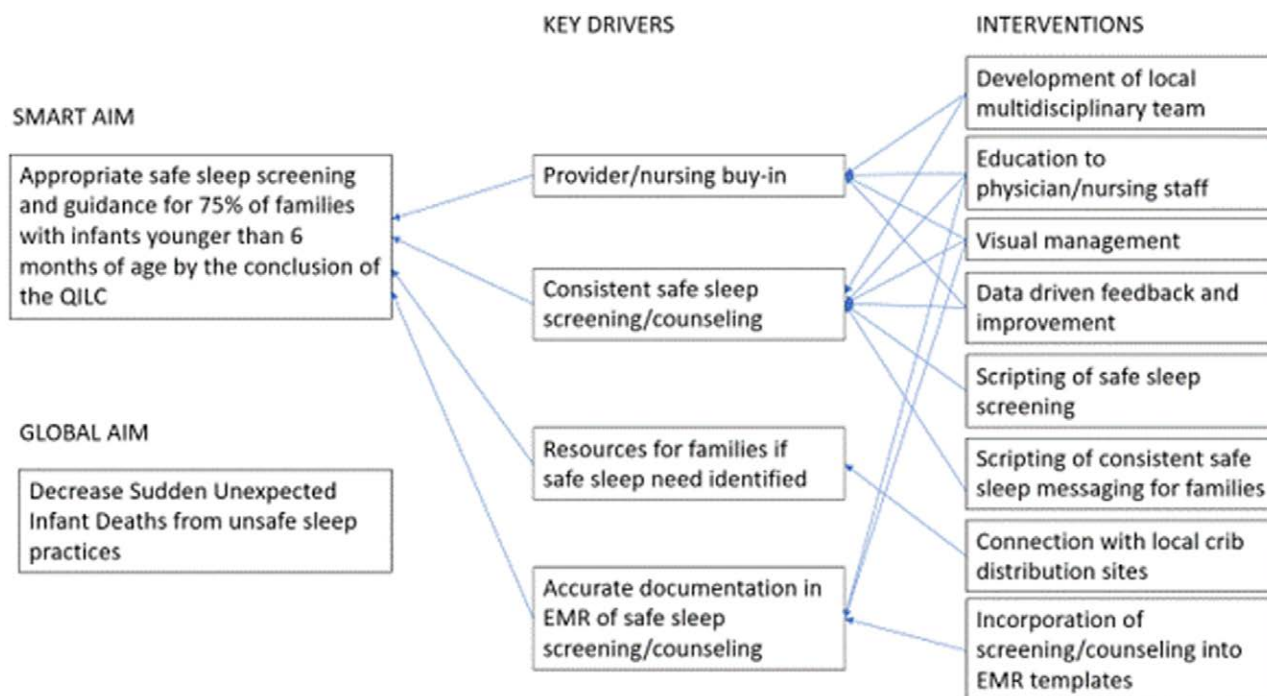 SMART AIM
Appropriate safe sleep screening
and guidance for 75% of families
with infants younger than 6
months of age by the conclusion of
the QILC
GLOBAL AIM
Decrease Sudden Unexpected
Infant Deaths from unsafe sleep
practices
KEY DRIVERS
Provider/nursing buy-in
Consistent safe sleep
screening/counseling
Resources for families if
safe sleep need identified
Accurate documentation in
EMR of safe sleep
screening/counseling
INTERVENTIONS
Development of local
multidisciplinary team
Education to
physician/nursing staff
Visual management
Data driven feedback and
improvement
Scripting of safe sleep
screening
Scripting of consistent safe
sleep messaging for families
Connection with local crib
distribution sites
Incorporation of
screening/counseling into
EMR templates